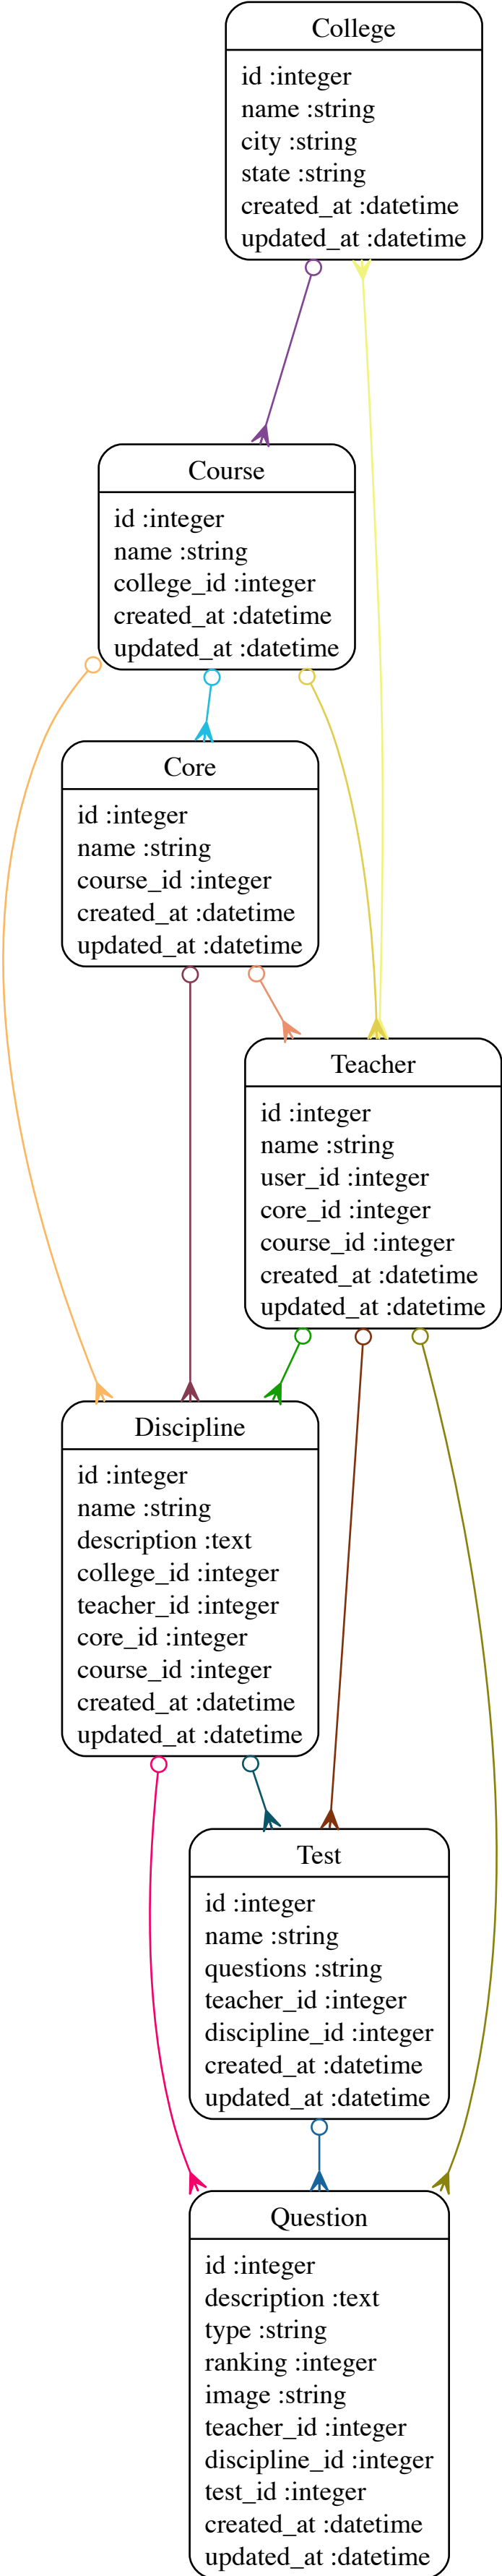 College
id :integer
name :string
city :string
state :string
created_at :datetime
updated_at :datetime
Course
id :integer
name :string
college_id :integer
created_at :datetime
updated_at :datetime
Core
id :integer
name :string
course_id :integer
created_at :datetime
updated_at :datetime
Teacher
id :integer
name :string
user_id :integer
core_id :integer
course_id :integer
created_at :datetime
updated_at :datetime
Discipline
id :integer
name :string
description :text
college_id :integer
teacher_id :integer
core_id :integer
course_id :integer
created_at :datetime
updated_at :datetime
Test
id :integer
name :string
questions :string
teacher_id :integer
discipline_id :integer
created_at :datetime
updated_at :datetime
Question
id :integer
description :text
type :string
ranking :integer
image :string
teacher_id :integer
discipline_id :integer
test_id :integer
created_at :datetime
updated_at :datetime